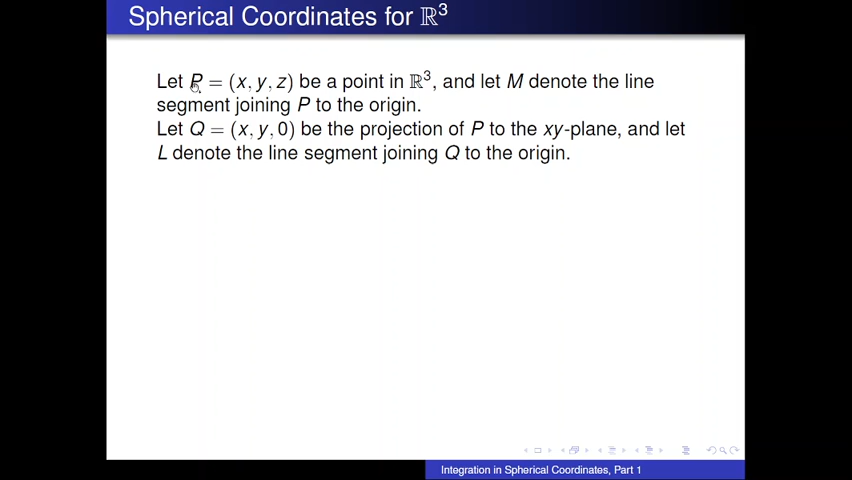 Spherical Coordinates for ℝ³
Let P = (x, y, z) be a point in ℝ³, and let M denote the line
segment joining P to the origin.
Let Q = (x, y, 0) be the projection of P to the xy-plane, and let
L denote the line segment joining Q to the origin.
Integration in Spherical Coordinates, Part 1